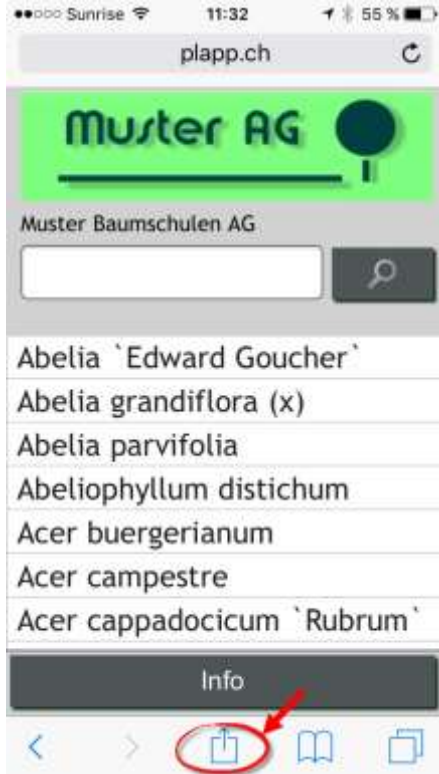 Sunrise 11:32 55 %
plapp.ch
Muster AG
Muster Baumschulen AG
Abelia `Edward Goucher`
Abelia grandiflora (x)
Abelia parvifolia
Abeliophyllum distichum
Acer buergerianum
Acer campestre
Acer cappadocicum `Rubrum`
Info